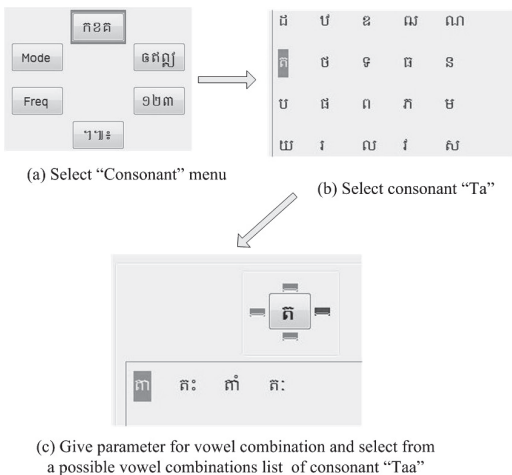 កខគ
Mode
ឲឥឦ
Freq
១២៣
(a) Select “Consonant” menu
ដ ឋ ឌ ឍ ណ
ត ថ ទ ធ ន
ប ផ ព ភ ម
យ រ ល វ ស
(b) Select consonant “Ta”
ត
តា តះ តាំ តៈ
(c) Give parameter for vowel combination and select from
a possible vowel combinations list of consonant “Taa”